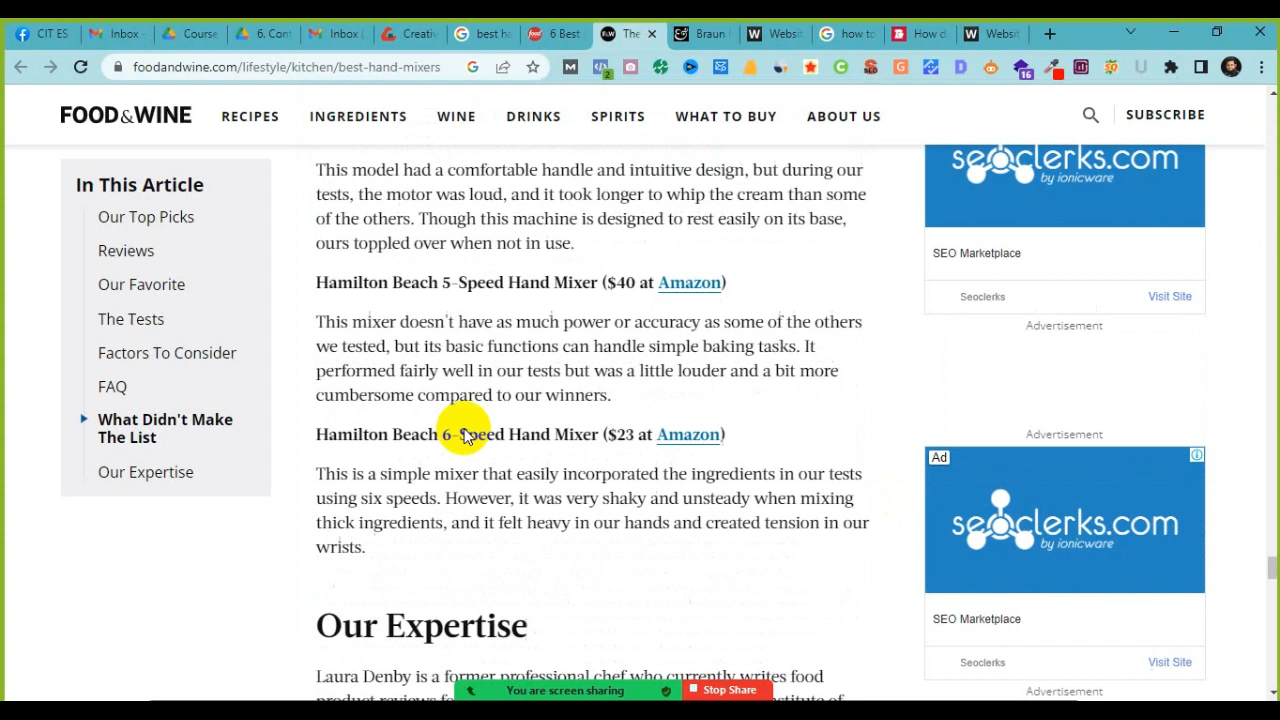 CIT ES
Inbox -
Course
6. Cont
Inbox (
Creativ
best ha
6 Best
The
Braun
Websit
how to
How d
Websit
foodandwine.com/lifestyle/kitchen/best-hand-mixers
FOOD&WINE
RECIPES
INGREDIENTS
WINE
DRINKS
SPIRITS
WHAT TO BUY
ABOUT US
SUBSCRIBE
In This Article
Our Top Picks
Reviews
Our Favorite
The Tests
Factors To Consider
FAQ
What Didn't Make
The List
Our Expertise
This model had a comfortable handle and intuitive design, but during our
tests, the motor was loud, and it took longer to whip the cream than some
of the others. Though this machine is designed to rest easily on its base,
ours toppled over when not in use.
Hamilton Beach 5-Speed Hand Mixer ($40 at Amazon)
This mixer doesn't have as much power or accuracy as some of the others
we tested, but its basic functions can handle simple baking tasks. It
performed fairly well in our tests but was a little louder and a bit more
cumbersome compared to our winners.
Hamilton Beach 6-Speed Hand Mixer ($23 at Amazon)
This is a simple mixer that easily incorporated the ingredients in our tests
using six speeds. However, it was very shaky and unsteady when mixing
thick ingredients, and it felt heavy in our hands and created tension in our
wrists.
Our Expertise
Laura Denby is a former professional chef who currently writes food
seoclerks.com
by ionicware
SEO Marketplace
Seoclerks
Visit Site
Advertisement
Advertisement
Ad
seoclerks.com
by ionicware
SEO Marketplace
Seoclerks
Visit Site
Advertisement
You are screen sharing
Stop Share